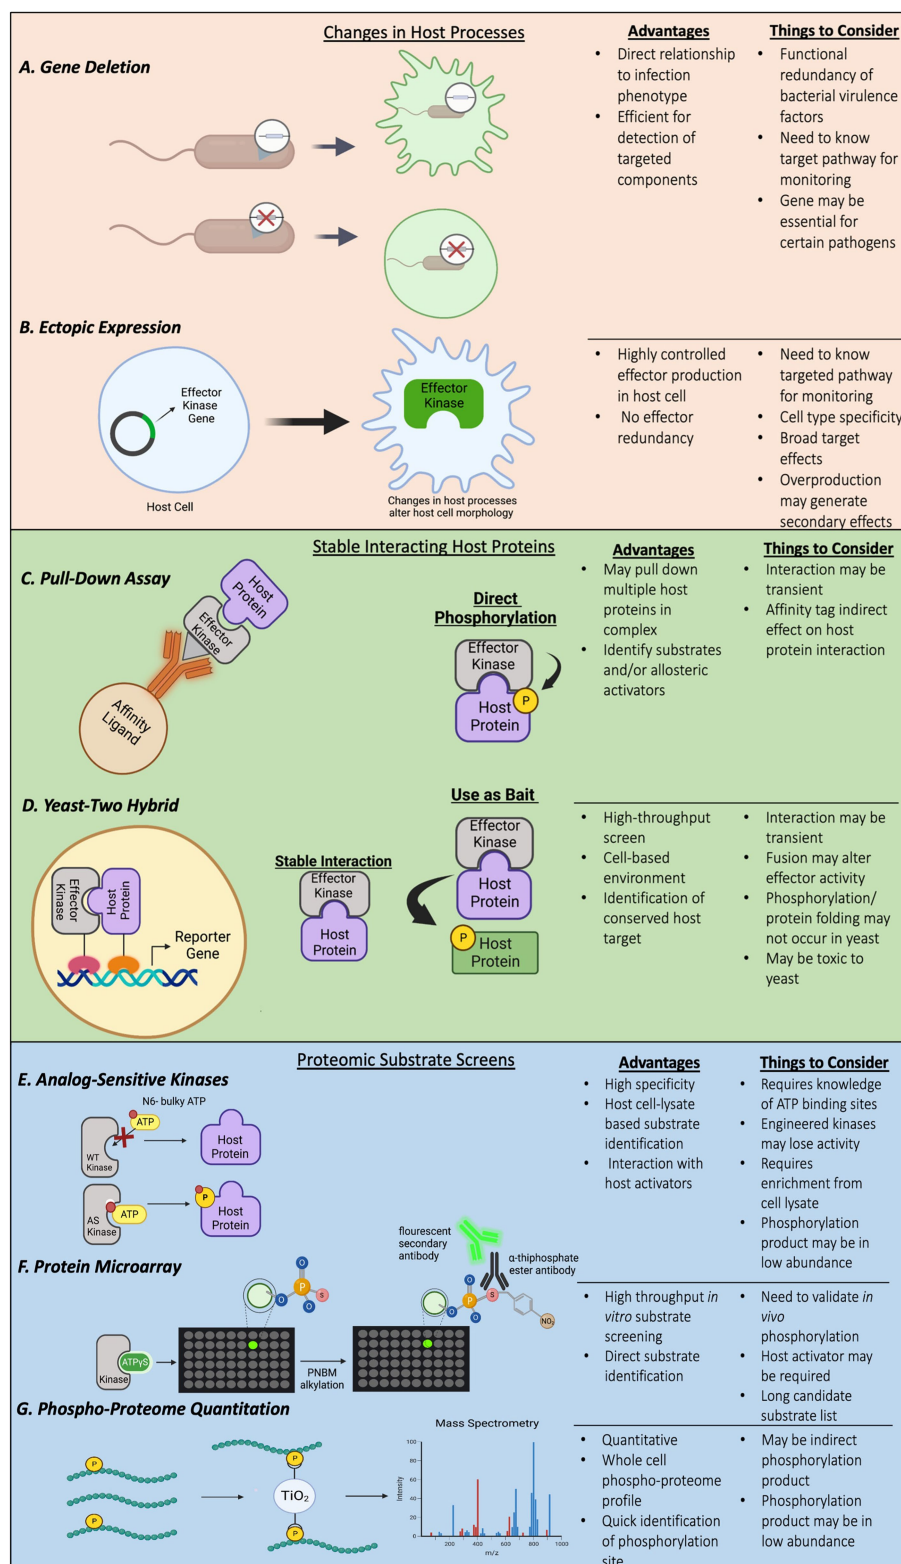 Changes in Host Processes
Advantages
Things to Consider
A. Gene Deletion
• Direct relationship
to infection
phenotype
• Efficient for
detection of
targeted
components
• Functional
redundancy of
bacterial virulence
factors
• Need to know
target pathway for
monitoring
• Gene may be
essential for
certain pathogens
B. Ectopic Expression
Effector
Kinase
Gene
Host Cell
Effector
Kinase
Changes in host processes
alter host cell morphology
• Highly controlled
effector production
in host cell
• No effector
redundancy
• Need to know
targeted pathway
for monitoring
• Cell type specificity
• Broad target
effects
• Overproduction
may generate
secondary effects
Stable Interacting Host Proteins
Advantages
Things to Consider
C. Pull-Down Assay
Host
Protein
Effector
Kinase
Affinity
Ligand
Direct
Phosphorylation
Effector
Kinase
P
Host
Protein
• May pull down
multiple host
proteins in
complex
• Identify substrates
and/or allosteric
activators
• Interaction may be
transient
• Affinity tag indirect
effect on host
protein interaction
D. Yeast-Two Hybrid
Effector
Kinase
Host
Protein
Reporter
Gene
Stable Interaction
Effector
Kinase
Host
Protein
Use as Bait
Effector
Kinase
Host
Protein
P
Host
Protein
• High-throughput
screen
• Cell-based
environment
• Identification of
conserved host
target
• Interaction may be
transient
• Fusion may alter
effector activity
• Phosphorylation/
protein folding may
not occur in yeast
• May be toxic to
yeast
Proteomic Substrate Screens
Advantages
Things to Consider
E. Analog-Sensitive Kinases
N6- bulky ATP
ATP
WT
Kinase
Host
Protein
AS
Kinase
ATP
P
Host
Protein
• High specificity
• Host cell-lysate
based substrate
identification
• Interaction with
host activators
• Requires knowledge
of ATP binding sites
• Engineered kinases
may lose activity
• Requires
enrichment from
cell lysate
• Phosphorylation
product may be in
low abundance
F. Protein Microarray
Kinase
ATPγS
O
O
P
S
O
PNBM
alkylation
flourescent
secondary
antibody
α-thiphosphate
ester antibody
O
O
P
S
O
NO₂
• High throughput in
vitro substrate
screening
• Direct substrate
identification
• Need to validate in
vivo
phosphorylation
• Host activator may
be required
• Long candidate
substrate list
G. Phospho-Proteome Quantitation
P
P
P
TiO₂
P
Mass Spectrometry
Intensity
100
80
60
40
20
0
200
400
600
800
1000
m/z
• Quantitative
• Whole cell
phospho-proteome
profile
• Quick identification
of phosphorylation
site
• May be indirect
phosphorylation
product
• Phosphorylation
product may be in
low abundance